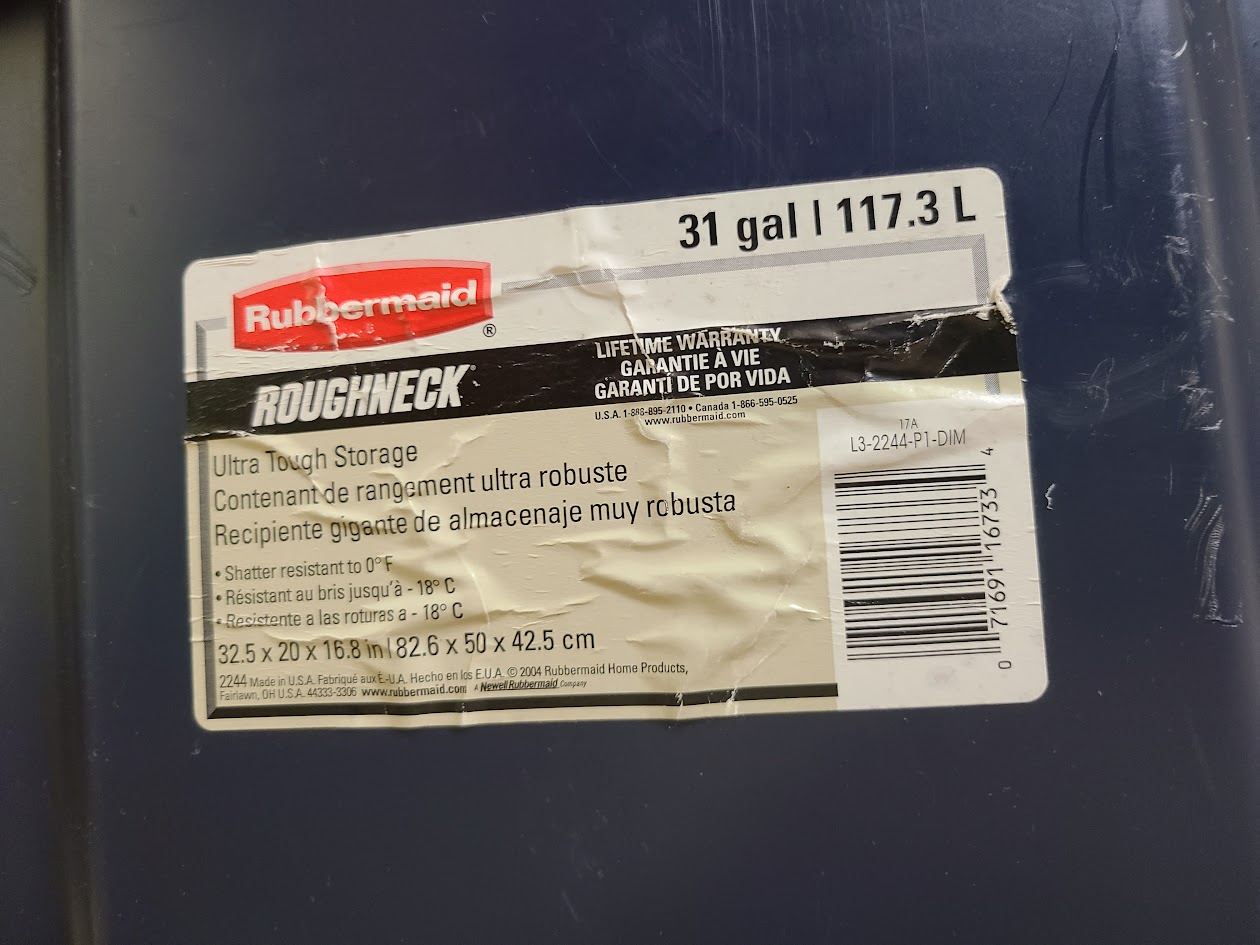 31 gal | 117.3 L
Rubbermaid®
ROUGHNECK®
LIFETIME WARRANTY
GARANTIE À VIE
GARANTÍ DE POR VIDA
U.S.A. 1-888-895-2110 • Canada 1-866-595-0525
www.rubbermaid.com
17A
L3-2244-P1-DIM
Ultra Tough Storage
Contenant de rangement ultra robuste
Recipiente gigante de almacenaje muy robusta
• Shatter resistant to 0° F
• Résistant au bris jusqu'à - 18° C
• Resistente a las roturas a - 18° C
32.5 x 20 x 16.8 in | 82.6 x 50 x 42.5 cm
2244 Made in U.S.A. Fabriqué aux É.-U.A. Hecho en los E.U.A. © 2004 Rubbermaid Home Products,
Fairlawn, OH U.S.A. 44333-3306 www.rubbermaid.com A Newell Rubbermaid Company
0 71691 16733 4